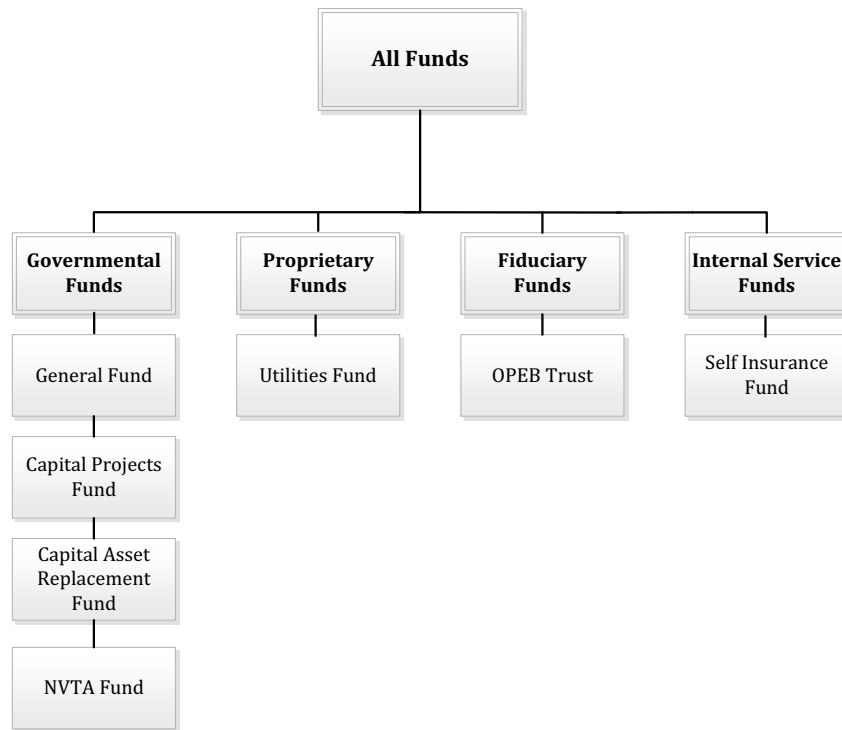 All Funds
Governmental
Funds
Proprietary
Funds
Fiduciary
Funds
Internal Service
Funds
General Fund
Utilities Fund
OPEB Trust
Self Insurance
Fund
Capital Projects
Fund
Capital Asset
Replacement
Fund
NVTA Fund